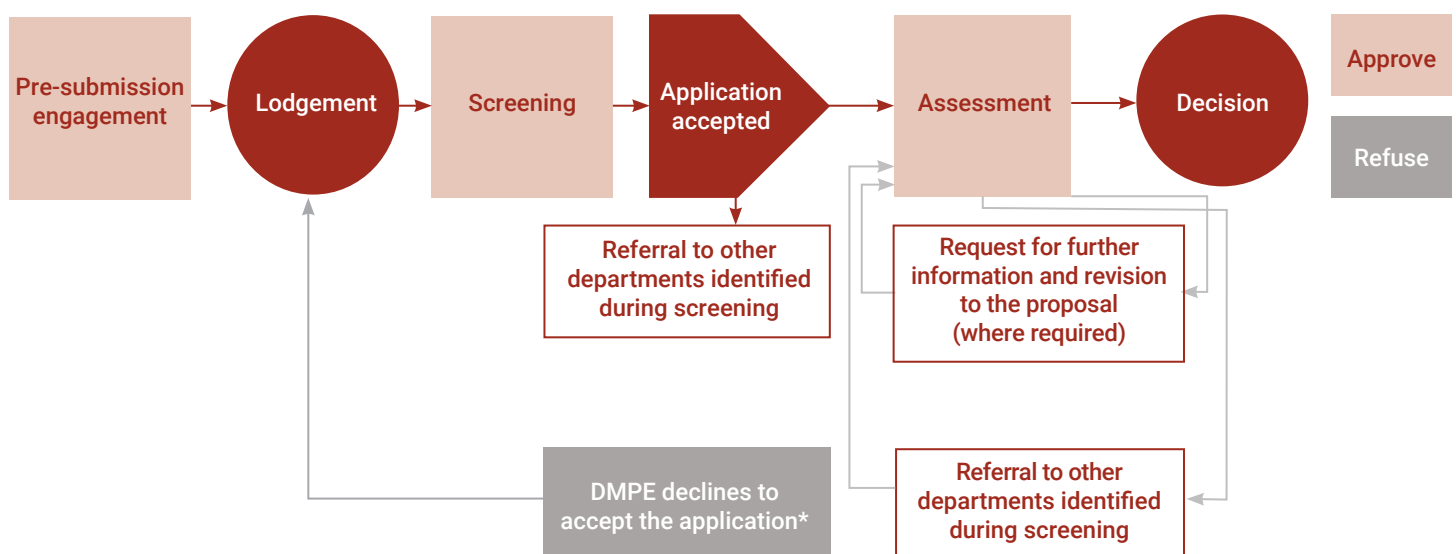 Pre-submission
engagement
Lodgement
Screening
Application
accepted
Assessment
Decision
Approve
Refuse
Referral to other
departments identified
during screening
Request for further
information and revision
to the proposal
(where required)
DMPE declines to
accept the application*
Referral to other
departments identified
during screening